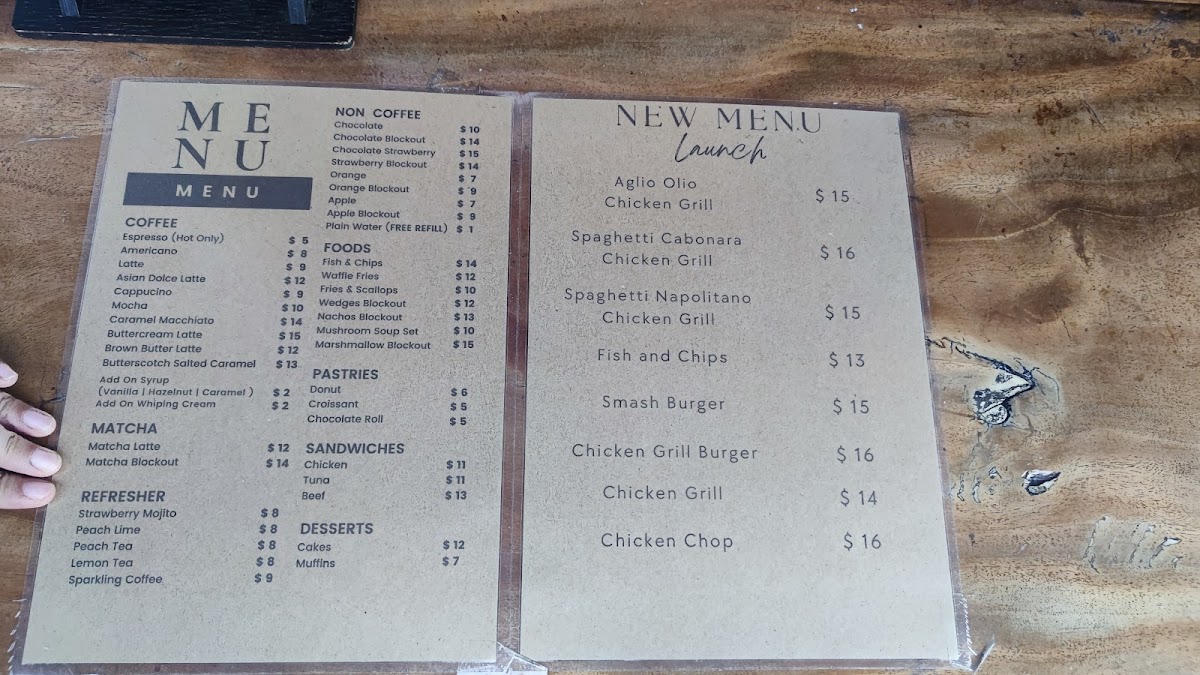 ME
NU
MENU
COFFEE
Espresso (Hot Only) $ 5
Americano $ 8
Latte $ 9
Asian Dolce Latte $ 12
Cappucino $ 9
Mocha $ 10
Caramel Macchiato $ 14
Buttercream Latte $ 15
Brown Butter Latte $ 12
Butterscotch Salted Caramel $ 13
Add On Syrup
(Vanilla | Hazelnut | Caramel ) $ 2
Add On Whiping Cream $ 2
MATCHA
Matcha Latte $ 12
Matcha Blockout $ 14
REFRESHER
Strawberry Mojito $ 8
Peach Lime $ 8
Peach Tea $ 8
Lemon Tea $ 8
Sparkling Coffee $ 9
NON COFFEE
Chocolate $ 10
Chocolate Blockout $ 14
Chocolate Strawberry $ 15
Strawberry Blockout $ 14
Orange $ 7
Orange Blockout $ 9
Apple $ 7
Apple Blockout $ 9
Plain Water (FREE REFILL) $ 1
FOODS
Fish & Chips $ 14
Waffle Fries $ 12
Fries & Scallops $ 10
Wedges Blockout $ 12
Nachos Blockout $ 13
Mushroom Soup Set $ 10
Marshmallow Blockout $ 15
PASTRIES
Donut $ 6
Croissant $ 5
Chocolate Roll $ 5
SANDWICHES
Chicken $ 11
Tuna $ 11
Beef $ 13
DESSERTS
Cakes $ 12
Muffins $ 7
NEW MENU
Launch
Aglio Olio
Chicken Grill $ 15
Spaghetti Cabonara
Chicken Grill $ 16
Spaghetti Napolitano
Chicken Grill $ 15
Fish and Chips $ 13
Smash Burger $ 15
Chicken Grill Burger $ 16
Chicken Grill $ 14
Chicken Chop $ 16